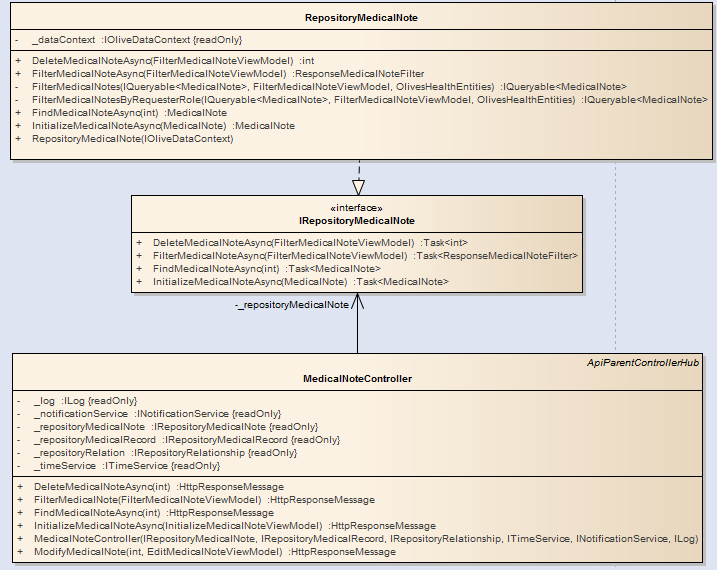 RepositoryMedicalNote
- _dataContext :IOliveDataContext {readOnly}
+ DeleteMedicalNoteAsync(FilterMedicalNoteViewModel) :int
+ FilterMedicalNoteAsync(FilterMedicalNoteViewModel) :ResponseMedicalNoteFilter
- FilterMedicalNotes(IQueryable<MedicalNote>, FilterMedicalNoteViewModel, OlivesHealthEntities) :IQueryable<MedicalNote>
- FilterMedicalNotesByRequesterRole(IQueryable<MedicalNote>, FilterMedicalNoteViewModel, OlivesHealthEntities) :IQueryable<MedicalNote>
+ FindMedicalNoteAsync(int) :MedicalNote
+ InitializeMedicalNoteAsync(MedicalNote) :MedicalNote
+ RepositoryMedicalNote(IOliveDataContext)
«interface»
IRepositoryMedicalNote
+ DeleteMedicalNoteAsync(FilterMedicalNoteViewModel) :Task<int>
+ FilterMedicalNoteAsync(FilterMedicalNoteViewModel) :Task<ResponseMedicalNoteFilter>
+ FindMedicalNoteAsync(int) :Task<MedicalNote>
+ InitializeMedicalNoteAsync(MedicalNote) :Task<MedicalNote>
-_repositoryMedicalNote
ApiParentControllerHub
MedicalNoteController
- _log :ILog {readOnly}
- _notificationService :INotificationService {readOnly}
- _repositoryMedicalNote :IRepositoryMedicalNote {readOnly}
- _repositoryMedicalRecord :IRepositoryMedicalRecord {readOnly}
- _repositoryRelation :IRepositoryRelationship {readOnly}
- _timeService :ITimeService {readOnly}
+ DeleteMedicalNoteAsync(int) :HttpResponseMessage
+ FilterMedicalNote(FilterMedicalNoteViewModel) :HttpResponseMessage
+ FindMedicalNoteAsync(int) :HttpResponseMessage
+ InitializeMedicalNoteAsync(InitializeMedicalNoteViewModel) :HttpResponseMessage
+ MedicalNoteController(IRepositoryMedicalNote, IRepositoryMedicalRecord, IRepositoryRelationship, ITimeService, INotificationService, ILog)
+ ModifyMedicalNote(int, EditMedicalNoteViewModel) :HttpResponseMessage